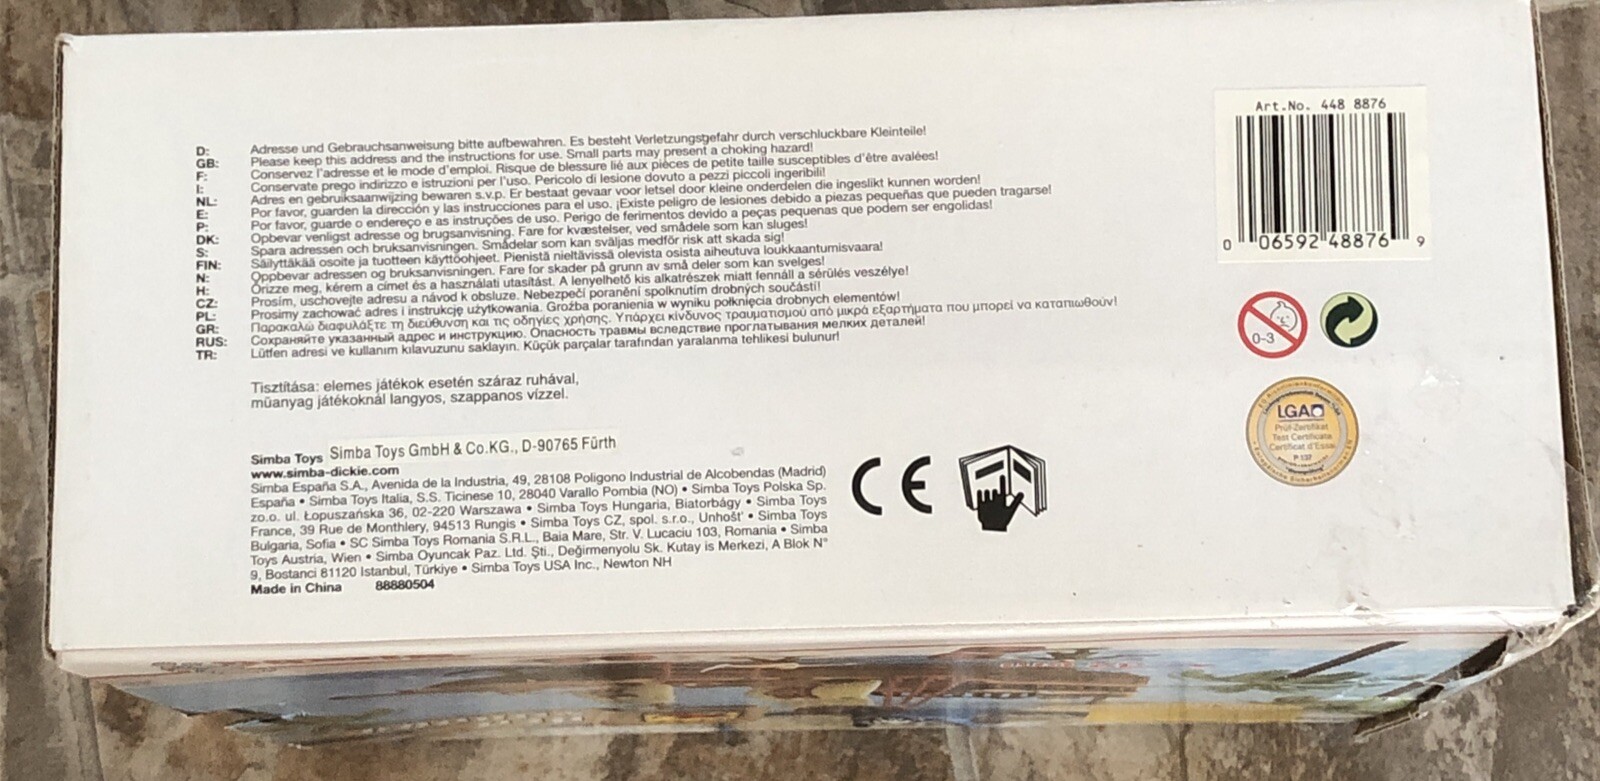 Art.No. 448 8876
0 06592 48876 9
D: Adresse und Gebrauchsanweisung bitte aufbewahren. Es besteht Verletzungsgefahr durch verschluckbare Kleinteile!
GB: Please keep this address and the instructions for use. Small parts may present a choking hazard!
F: Conservez l'adresse et le mode d'emploi. Risque de blessure lié aux pièces de petite taille susceptibles d'être avalées!
I: Conservate prego indirizzo e istruzioni per l'uso. Pericolo di lesione dovuto a pezzi piccoli ingeribili!
NL: Adres en gebruiksaanwijzing bewaren s.v.p. Er bestaat gevaar voor letsel door kleine onderdelen die ingeslikt kunnen worden!
E: Por favor, guarden la dirección y las instrucciones para el uso. ¡Existe peligro de lesiones debido a piezas pequeñas que pueden tragarse!
P: Por favor, guarde o endereço e as instruções de uso. Perigo de ferimentos devido a peças pequenas que podem ser engolidas!
DK: Opbevar venligst adresse og brugsanvisning. Fare for kvæstelser, ved smådele som kan sluges!
S: Spara adressen och bruksanvisningen. Smådelar som kan sväljas medför risk att skada sig!
FIN: Säilyttäkää osoite ja tuotteen käyttöohjeet. Pienistä nieltävissä olevista osista aiheutuva loukkaantumisvaara!
N: Oppbevar adressen og bruksanvisningen. Fare for skader på grunn av små deler som kan svelges!
H: Őrizze meg, kérem a címet és a használati utasítást. A lenyelhető kis alkatrészek miatt fennáll a sérülés veszélye!
CZ: Prosím, uschovejte adresu a návod k obsluze. Nebezpečí poranění spolknutím drobných součástí!
PL: Prosimy zachować adres i instrukcję użytkowania. Groźba poranienia w wyniku połknięcia drobnych elementów!
GR: Παρακαλώ διαφυλάξτε τη διεύθυνση και τις οδηγίες χρήσης. Υπάρχει κίνδυνος τραυματισμού από μικρά εξαρτήματα που μπορεί να καταπιωθούν!
RUS: Сохраняйте указанный адрес и инструкцию. Опасность травмы вследствие проглатывания мелких деталей!
TR: Lütfen adresi ve kullanım kılavuzunu saklayın. Küçük parçalar tarafından yaralanma tehlikesi bulunur!
0-3
Tisztítása: elemes játékok esetén száraz ruhával,
műanyag játékoknál langyos, szappanos vízzel.
LGA
Prüf-Zertifikat
Test Certificate
Certificat d'Essai
P 137
Simba Toys Simba Toys GmbH & Co.KG., D-90765 Fürth
www.simba-dickie.com
Simba España S.A., Avenida de la Industria, 49, 28108 Poligono Industrial de Alcobendas (Madrid)
España • Simba Toys Italia, S.S. Ticinese 10, 28040 Varallo Pombia (NO) • Simba Toys Polska Sp.
zo.o. ul. Łopuszańska 36, 02-220 Warszawa • Simba Toys Hungaria, Biatorbágy • Simba Toys
France, 39 Rue de Monthlery, 94513 Rungis • Simba Toys CZ, spol. s.r.o., Unhošt' • Simba Toys
Bulgaria, Sofia • SC Simba Toys Romania S.R.L., Baia Mare, Str. V. Lucaciu 103, Romania • Simba
Toys Austria, Wien • Simba Oyuncak Paz. Ltd. Şti., Değirmenyolu Sk. Kutay is Merkezi, A Blok N°
9, Bostanci 81120 Istanbul, Türkiye • Simba Toys USA Inc., Newton NH
Made in China 88880504
CE